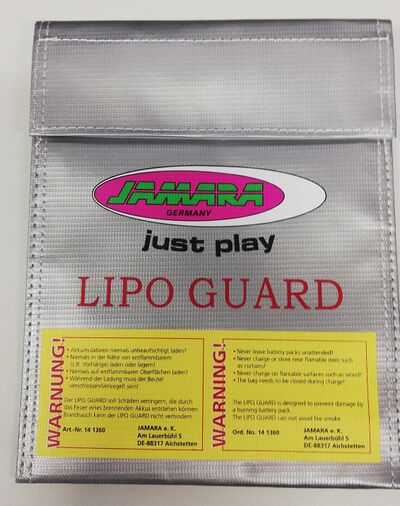 JAMARA
GERMANY
just play
LIPO GUARD
WARNUNG!
• Akkumulatoren niemals unbeaufsichtigt laden!
• Niemals in der Nähe von entflammbarem
(z.B. Vorhänge) laden oder lagern!
• Niemals auf entflammbaren Oberflächen laden!
• Während der Ladung muss der Beutel
verschlossen/versiegelt sein!
Der LIPO GUARD soll Schäden verringern, die durch
das Feuer eines brennenden Akkus entstehen können.
Brandrauch kann der LIPO GUARD nicht verhindern
Art.-Nr. 14 1360
JAMARA e. K.
Am Lauerbühl 5
DE-88317 Aichstetten
WARNING!
• Never leave battery packs unattended!
• Never charge or store near flamable item such
as curtains!
• Never charge on flamable surfaces such as wood!
• The bag needs to be closed during charge!
The LIPO GUARD is designed to prevent damage by
a burning battery pack.
The LIPO GUARD can not avoid fire smoke.
Ord. No. 14 1360
JAMARA e. K.
Am Lauerbühl 5
DE-88317 Aichstetten